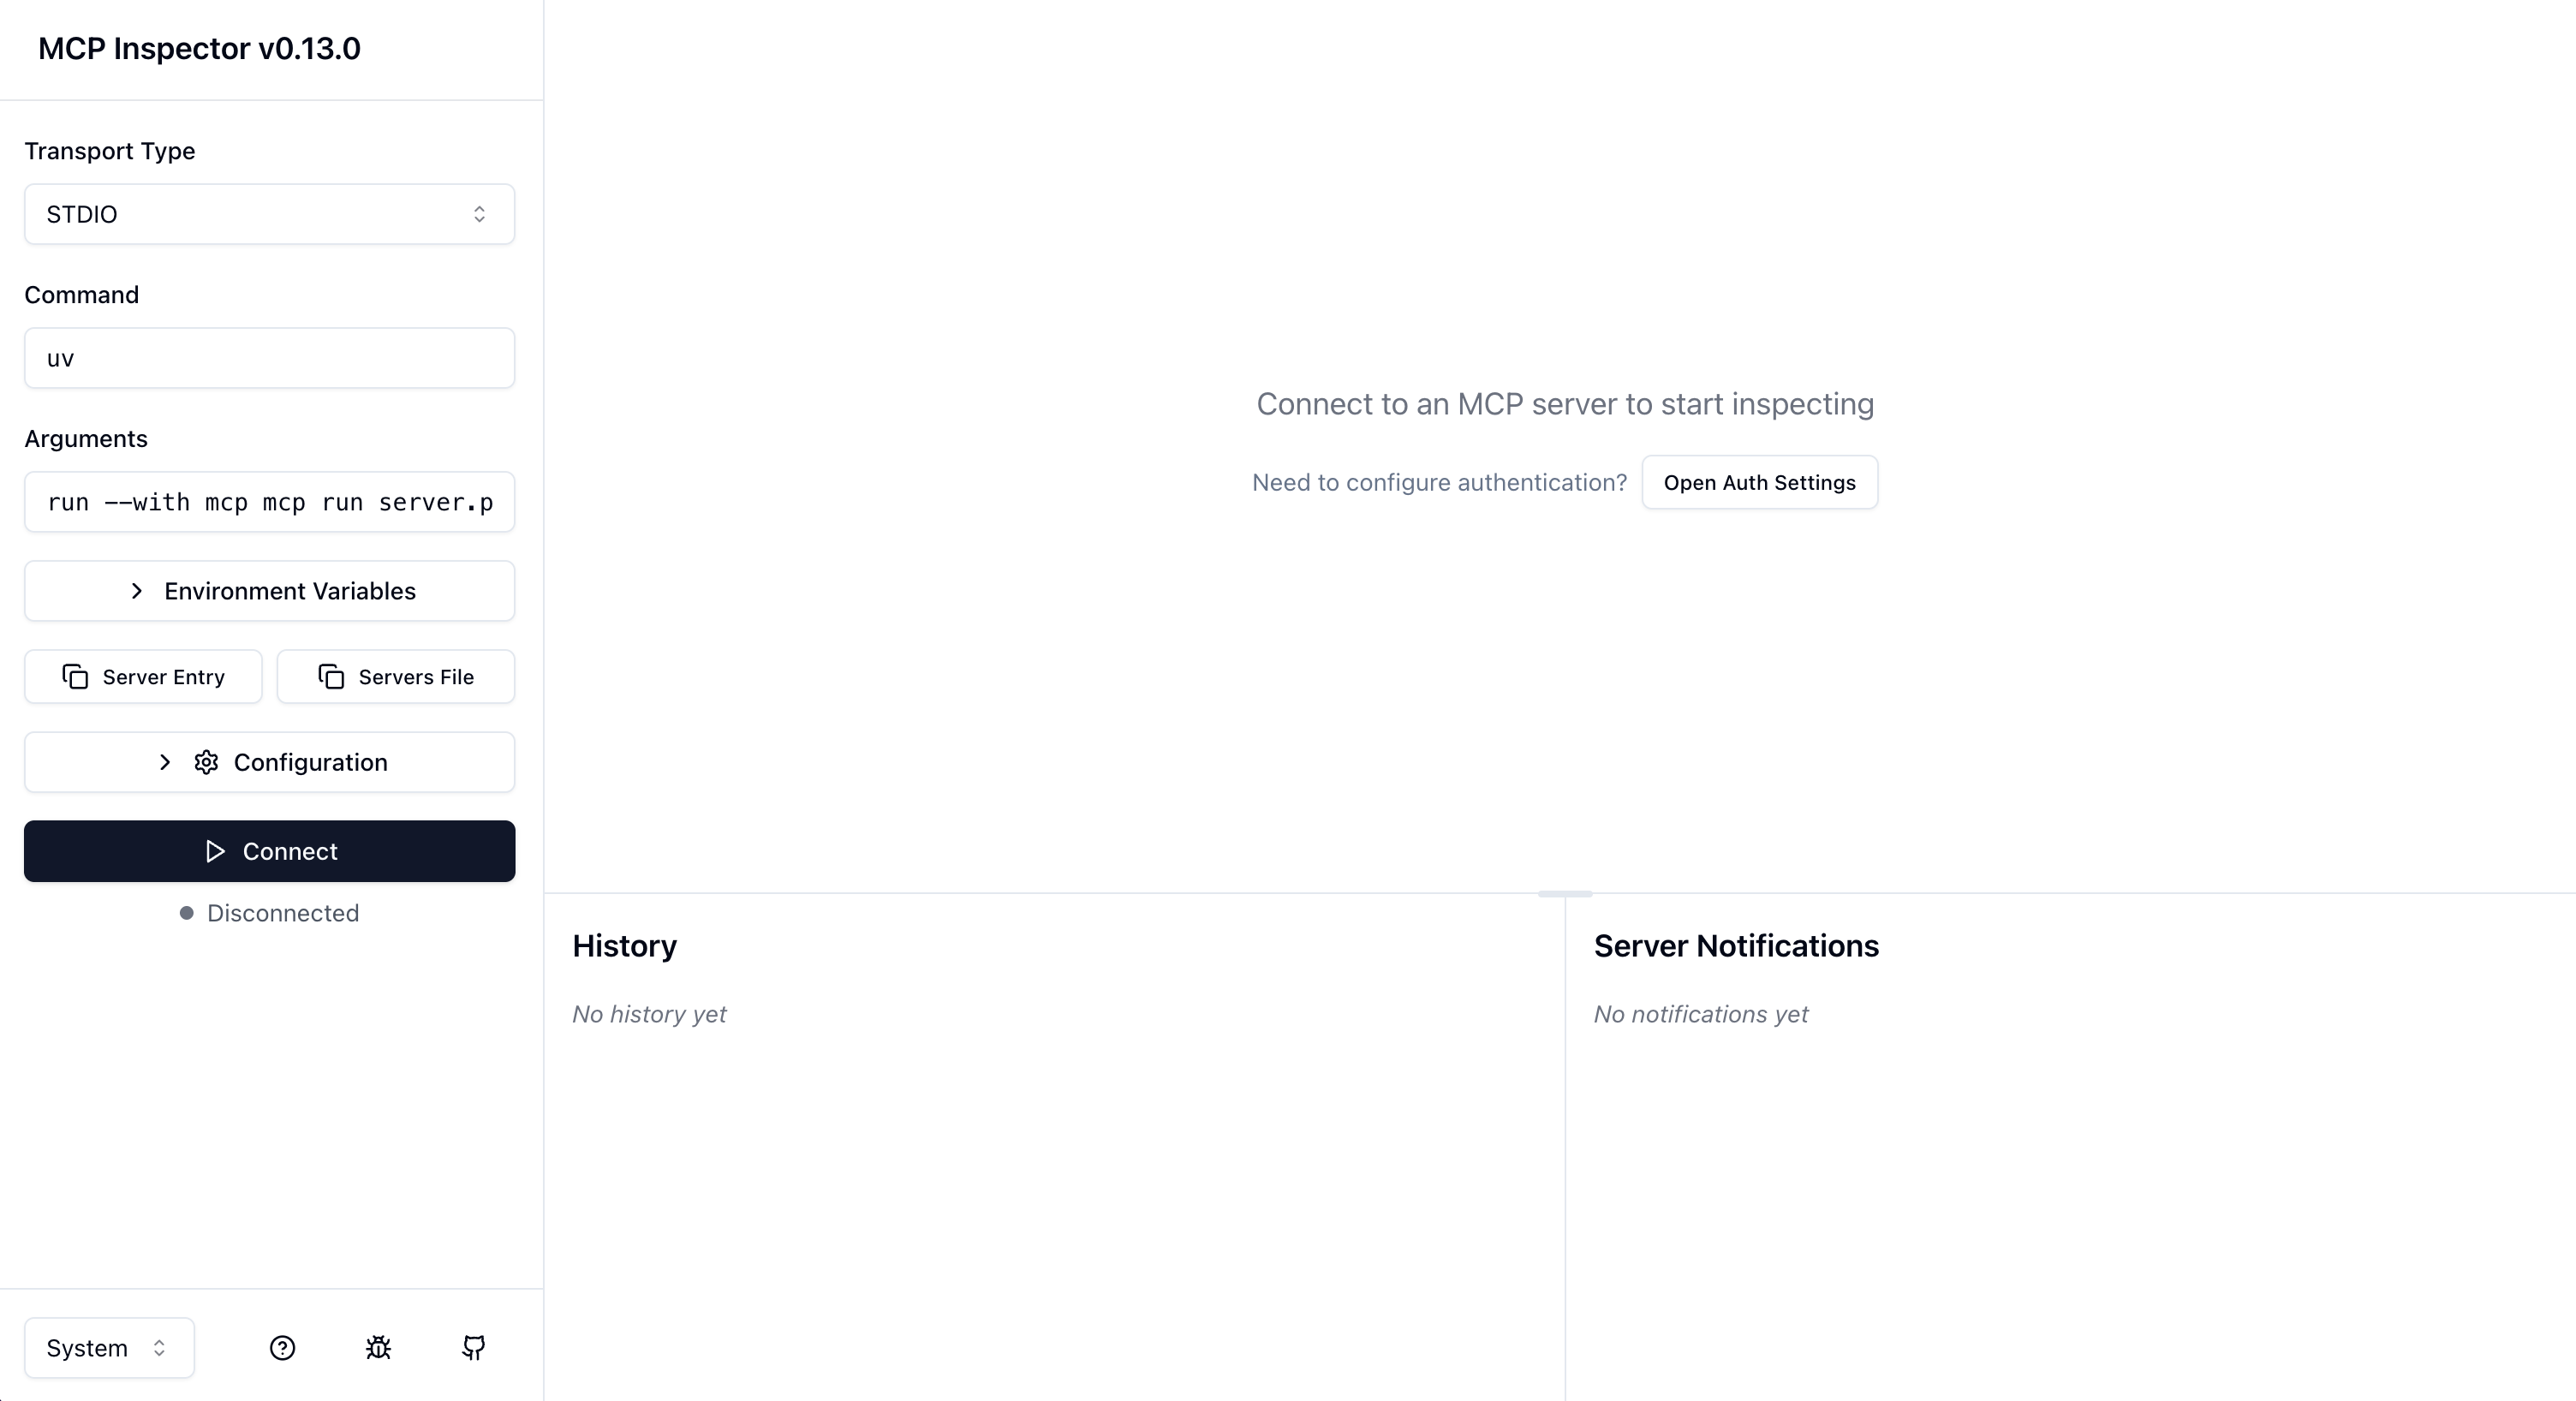 MCP Inspector v0.13.0
Transport Type
STDIO
Command
uv
Arguments
run --with mcp mcp run server.p
Environment Variables
Server Entry
Servers File
Configuration
Connect
Disconnected
System
Connect to an MCP server to start inspecting
Need to configure authentication? Open Auth Settings
History
No history yet
Server Notifications
No notifications yet